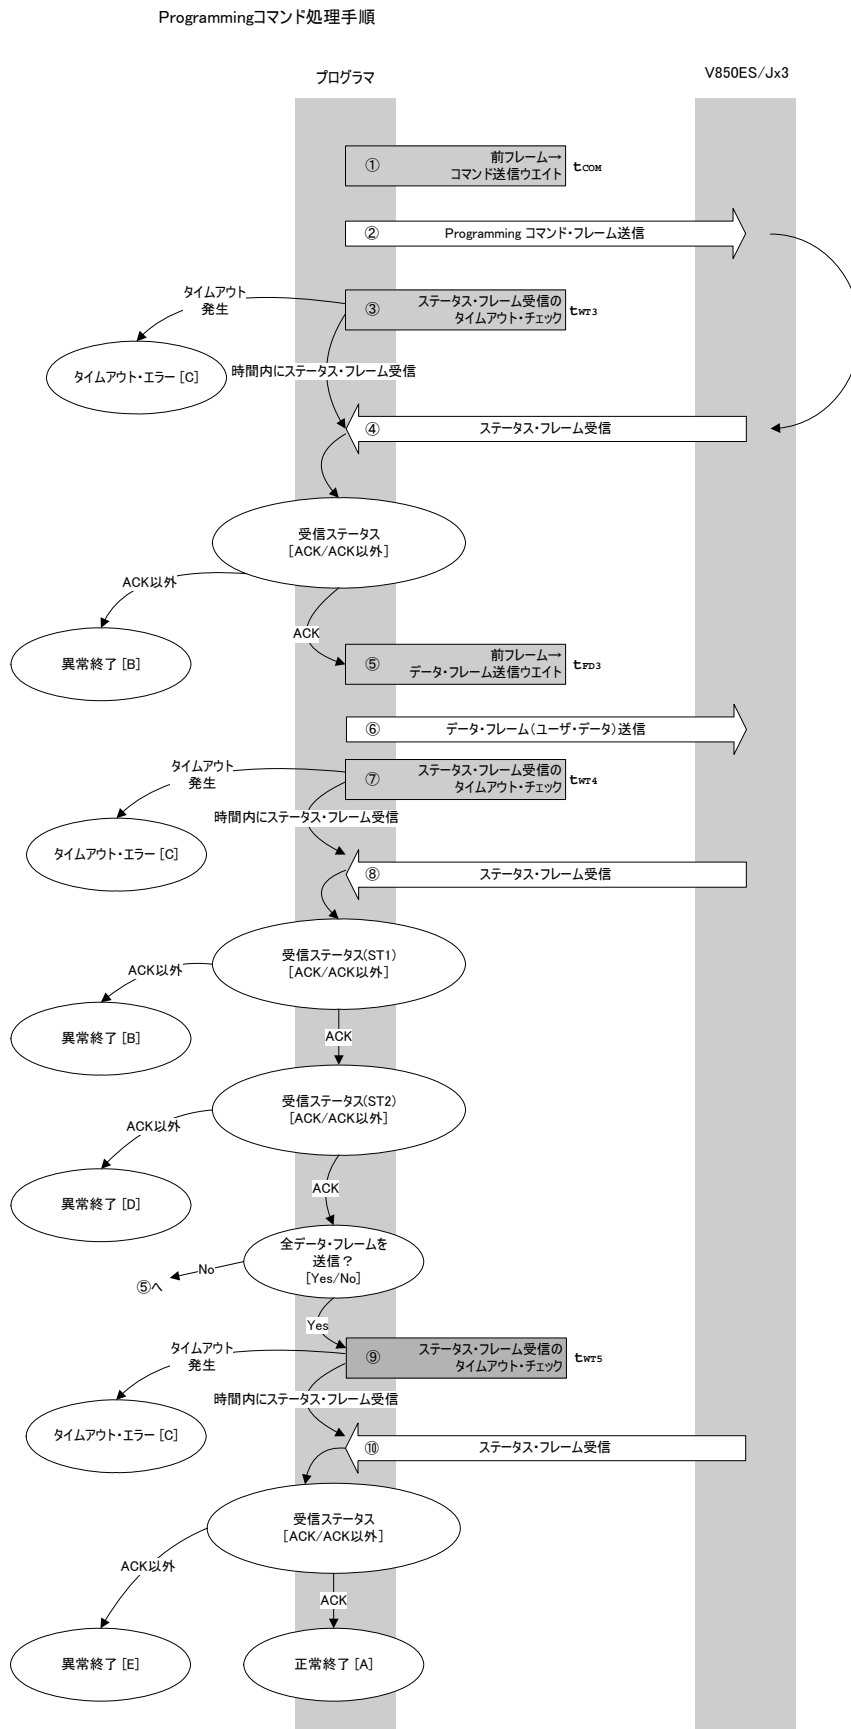 Programmingコマンド処理手順
プログラマ
V850ES/Jx3
①
前フレーム→
コマンド送信ウエイト
tCOM
②
Programming コマンド・フレーム送信
タイムアウト
発生
③
ステータス・フレーム受信の
タイムアウト・チェック
tWT3
タイムアウト・エラー [C]
時間内にステータス・フレーム受信
④
ステータス・フレーム受信
受信ステータス
[ACK/ACK以外]
ACK以外
ACK
異常終了 [B]
⑤
前フレーム→
データ・フレーム送信ウエイト
tFD3
⑥
データ・フレーム(ユーザ・データ)送信
タイムアウト
発生
⑦
ステータス・フレーム受信の
タイムアウト・チェック
tWT4
時間内にステータス・フレーム受信
タイムアウト・エラー [C]
⑧
ステータス・フレーム受信
受信ステータス(ST1)
[ACK/ACK以外]
ACK以外
異常終了 [B]
ACK
受信ステータス(ST2)
[ACK/ACK以外]
ACK以外
異常終了 [D]
ACK
全データ・フレームを
送信?
[Yes/No]
No
⑤へ
Yes
タイムアウト
発生
⑨
ステータス・フレーム受信の
タイムアウト・チェック
tWT5
時間内にステータス・フレーム受信
タイムアウト・エラー [C]
⑩
ステータス・フレーム受信
受信ステータス
[ACK/ACK以外]
ACK以外
ACK
異常終了 [E]
正常終了 [A]